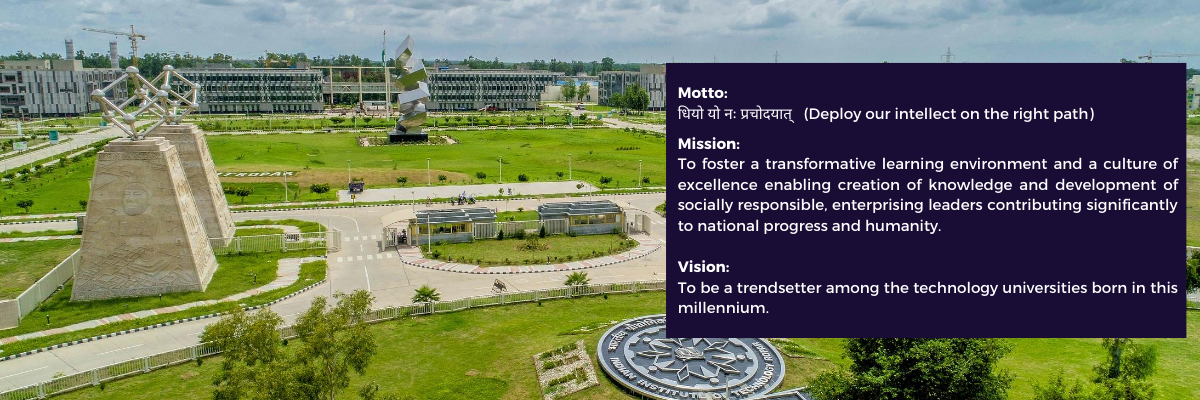 Motto:
धियो यो नः प्रचोदयात् (Deploy our intellect on the right path)
Mission:
To foster a transformative learning environment and a culture of
excellence enabling creation of knowledge and development of
socially responsible, enterprising leaders contributing significantly
to national progress and humanity.
Vision:
To be a trendsetter among the technology universities born in this
millennium.
INDIAN INSTITUTE OF TECHNOLOGY